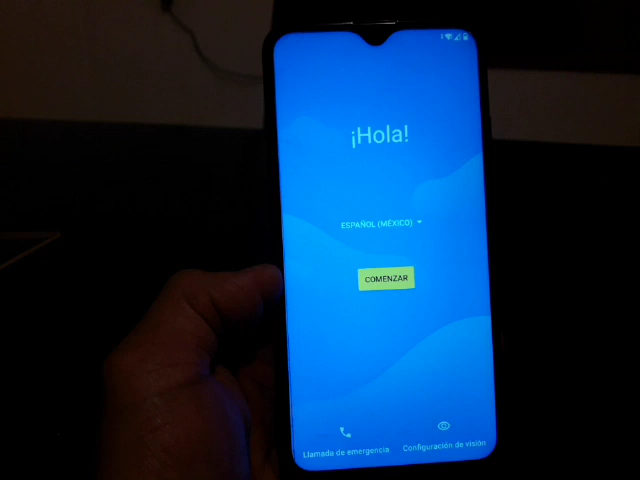 ¡Hola!
ESPAÑOL (MÉXICO)
COMENZAR
Llamada de emergencia
Configuración de visión